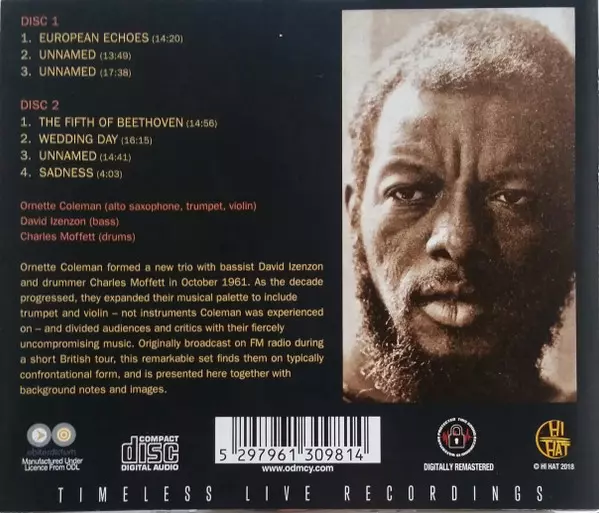 DISC 1
1. EUROPEAN ECHOES (14:20)
2. UNNAMED (13:49)
3. UNNAMED (17:38)
DISC 2
1. THE FIFTH OF BEETHOVEN (14:56)
2. WEDDING DAY (16:15)
3. UNNAMED (14:41)
4. SADNESS (4:03)
Ornette Coleman (alto saxophone, trumpet, violin)
David Izenzon (bass)
Charles Moffett (drums)
Ornette Coleman formed a new trio with bassist David Izenzon
and drummer Charles Moffett in October 1961. As the decade
progressed, they expanded their musical palette to include
trumpet and violin – not instruments Coleman was experienced
on – and divided audiences and critics with their fiercely
uncompromising music. Originally broadcast on FM radio during
a short British tour, this remarkable set finds them on typically
confrontational form, and is presented here together with
background notes and images.
Manufactured Under
Licence From ODL
COMPACT
disc
DIGITAL AUDIO
5 297961 309814
www.odmcy.com
DIGITALLY REMASTERED
HI
HAT
© HI HAT 2018
TIMELESS LIVE RECORDINGS